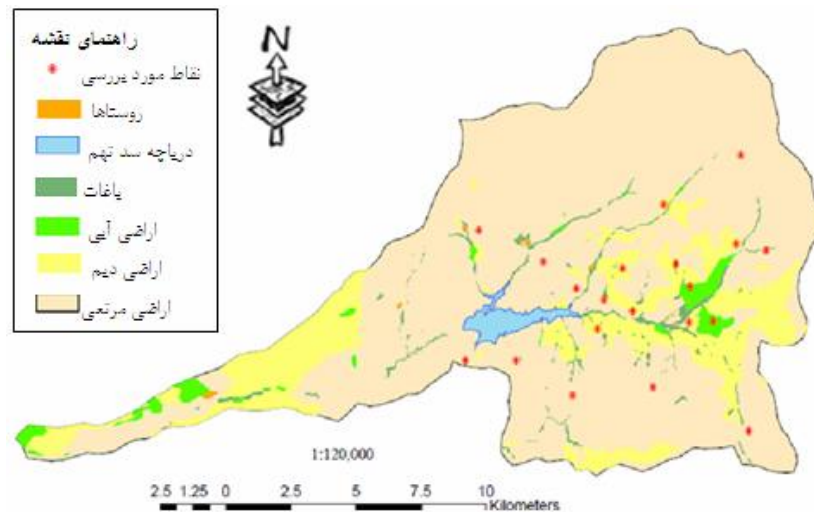 راهنمای نقشه
نقاط مورد بررسی
روستاها
دریاچه سد تهم
باغات
اراضی آبی
اراضی دیم
اراضی مرتعی
N
1:120,000
2.5 1.25 0 2.5 5 7.5 10
Kilometers